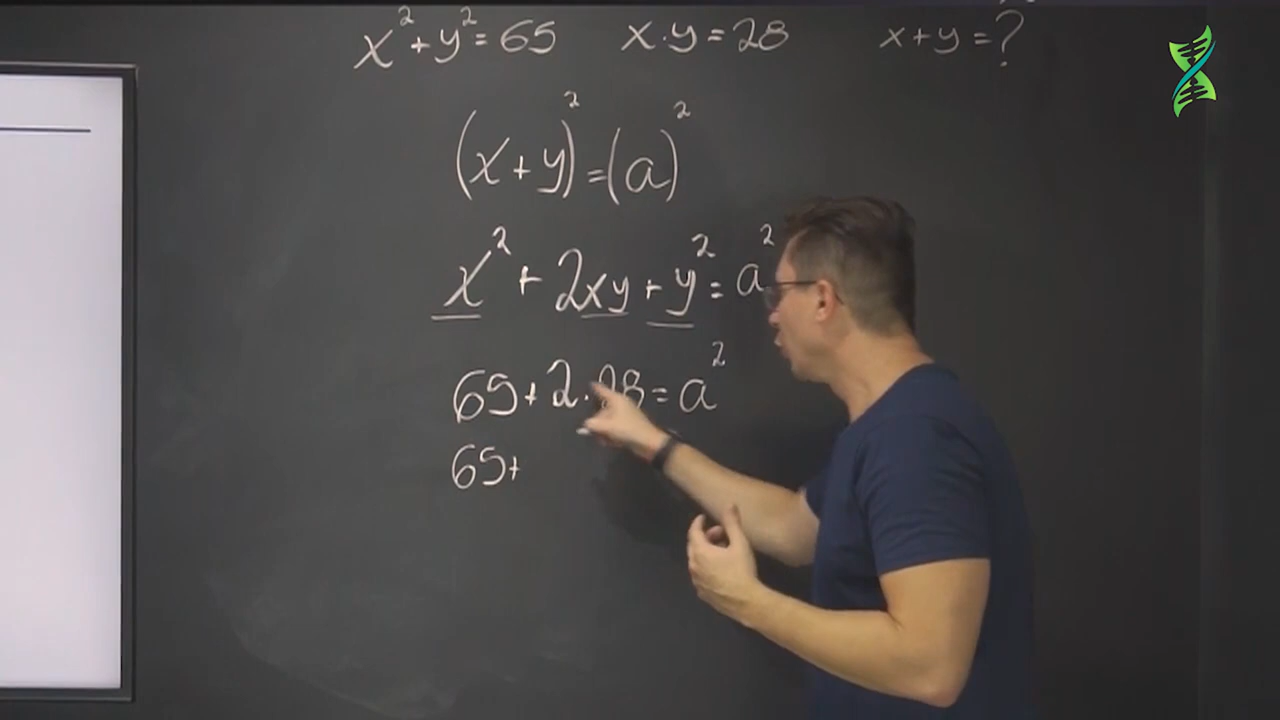 x² + y² = 65 x·y = 28 x + y = ?
(x + y)² = (a)²
x² + 2xy + y² = a²
65 + 2·28 = a²
65 +